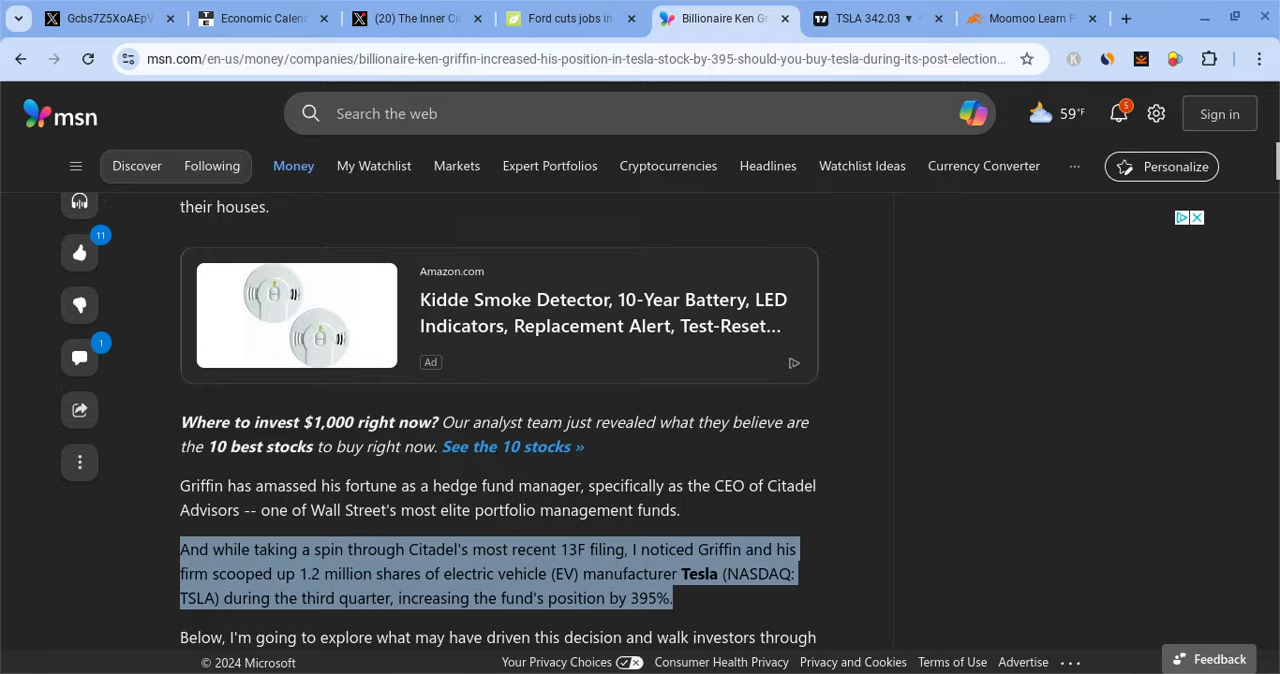 Gcbs7Z5XoAEpV
Economic Calen
(20) The Inner Ci
Ford cuts jobs in
Billionaire Ken Gr
TSLA 342.03 ▼ -
Moomoo Learn F
msn.com/en-us/money/companies/billionaire-ken-griffin-increased-his-position-in-tesla-stock-by-395-should-you-buy-tesla-during-its-post-election...
msn
Search the web
59°F
5
Sign in
Discover
Following
Money
My Watchlist
Markets
Expert Portfolios
Cryptocurrencies
Headlines
Watchlist Ideas
Currency Converter
...
Personalize
their houses.
11
1
Amazon.com
Kidde Smoke Detector, 10-Year Battery, LED
Indicators, Replacement Alert, Test-Reset...
Ad
Where to invest $1,000 right now? Our analyst team just revealed what they believe are
the 10 best stocks to buy right now. See the 10 stocks »
Griffin has amassed his fortune as a hedge fund manager, specifically as the CEO of Citadel
Advisors -- one of Wall Street's most elite portfolio management funds.
And while taking a spin through Citadel's most recent 13F filing, I noticed Griffin and his
firm scooped up 1.2 million shares of electric vehicle (EV) manufacturer Tesla (NASDAQ:
TSLA) during the third quarter, increasing the fund's position by 395%.
Below, I'm going to explore what may have driven this decision and walk investors through
© 2024 Microsoft
Your Privacy Choices
Consumer Health Privacy
Privacy and Cookies
Terms of Use
Advertise
...
Feedback